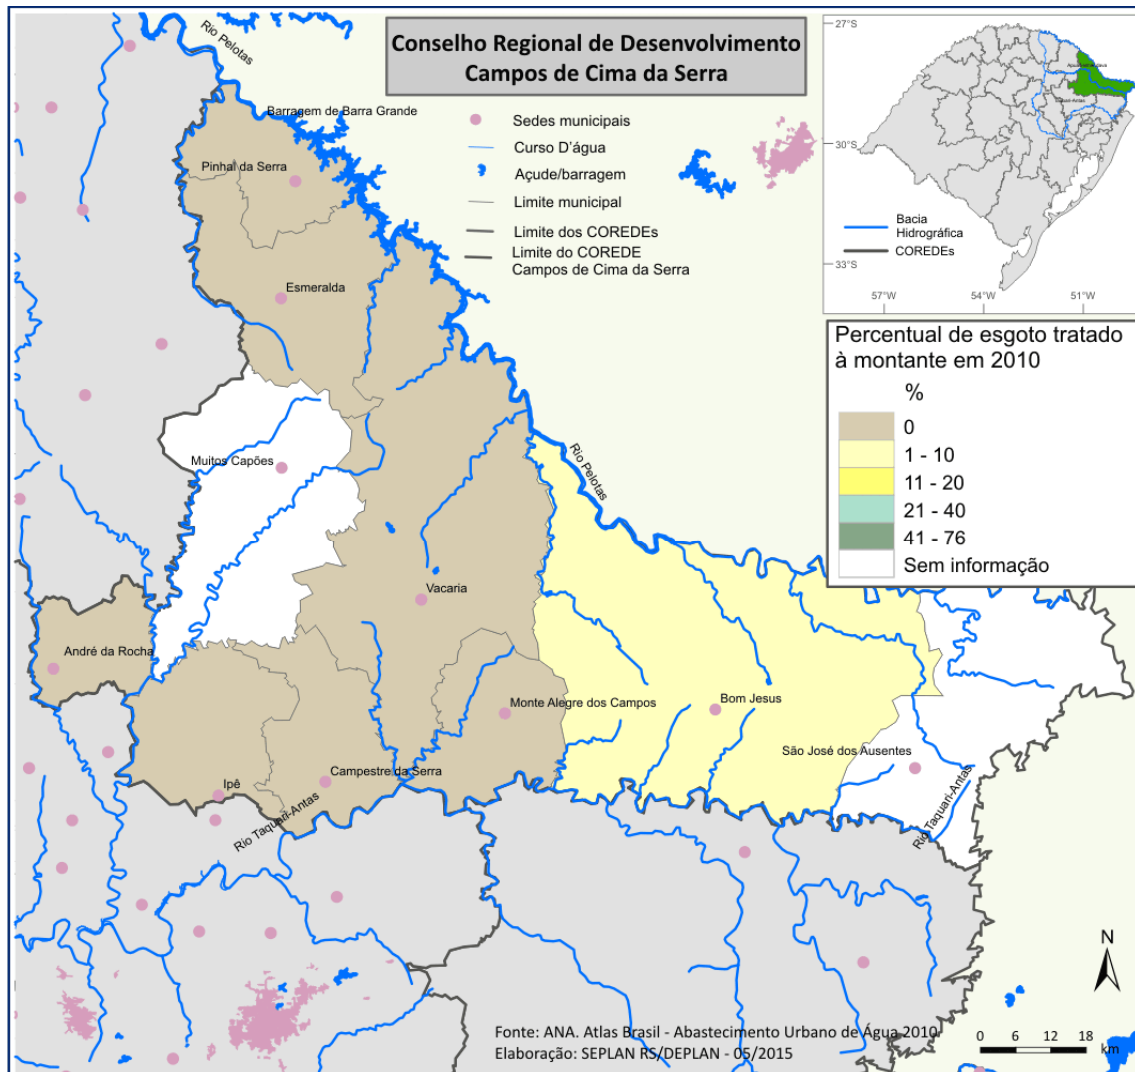 Conselho Regional de Desenvolvimento
Campos de Cima da Serra
Sedes municipais
Curso D'água
Açude/barragem
Limite municipal
Limite dos COREDEs
Limite do COREDE
Campos de Cima da Serra
27°S
30°S
33°S
57°W
54°W
51°W
Bacia
Hidrográfica
COREDEs
Percentual de esgoto tratado
à montante em 2010
%
0
1 - 10
11 - 20
21 - 40
41 - 76
Sem informação
Rio Pelotas
Barragem de Barra Grande
Pinhal da Serra
Esmeralda
Muitos Capões
Rio Pelotas
Vacaria
André da Rocha
Monte Alegre dos Campos
Bom Jesus
São José dos Ausentes
Ipê
Campestre da Serra
Rio Taquari-Antas
Rio Taquari-Antas
N
0 6 12 18
km
Fonte: ANA. Atlas Brasil - Abastecimento Urbano de Água 2010
Elaboração: SEPLAN RS/DEPLAN - 05/2015